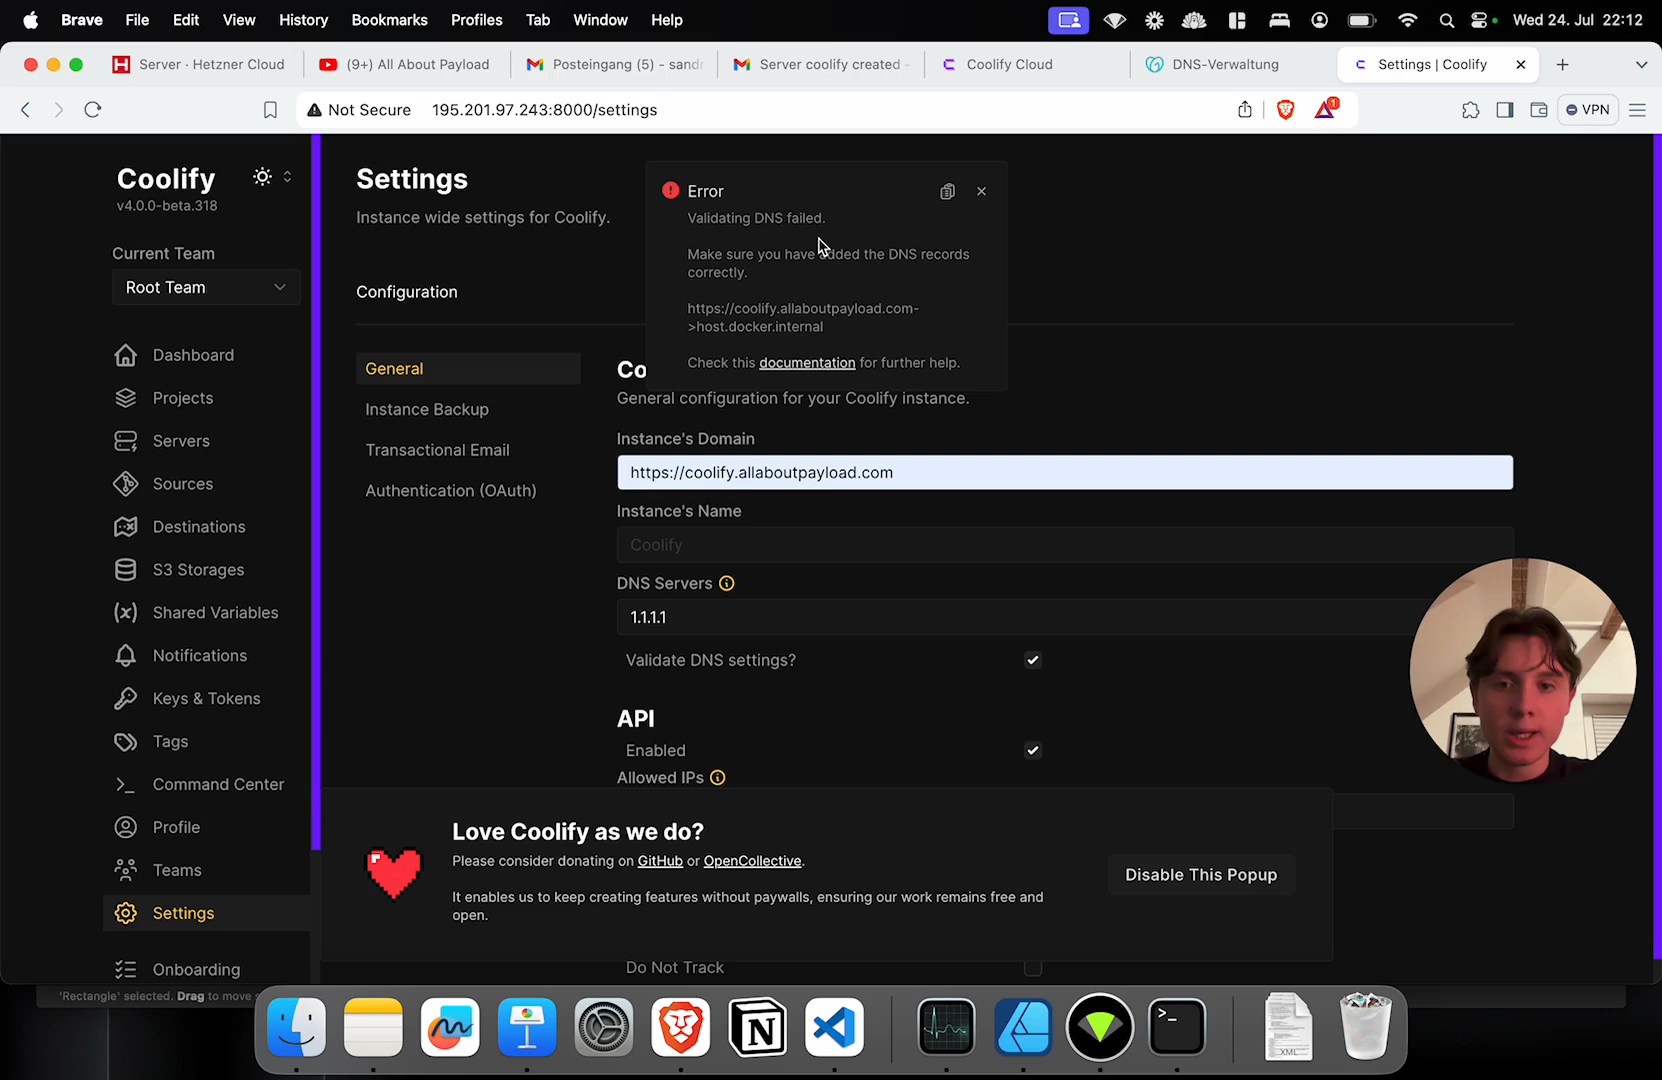 Brave File Edit View History Bookmarks Profiles Tab Window Help Wed 24. Jul 22:12
Server · Hetzner Cloud (9+) All About Payload Posteingang (5) - sandr Server coolify created - Coolify Cloud DNS-Verwaltung Settings | Coolify
Not Secure 195.201.97.243:8000/settings 1 VPN
Coolify
v4.0.0-beta.318
Current Team
Root Team
Dashboard
Projects
Servers
Sources
Destinations
S3 Storages
Shared Variables
Notifications
Keys & Tokens
Tags
Command Center
Profile
Teams
Settings
Onboarding
Settings
Instance wide settings for Coolify.
Configuration
General
Instance Backup
Transactional Email
Authentication (OAuth)
Error
Validating DNS failed.
Make sure you have added the DNS records
correctly.
https://coolify.allaboutpayload.com-
>host.docker.internal
Check this documentation for further help.
Co
General configuration for your Coolify instance.
Instance's Domain
https://coolify.allaboutpayload.com
Instance's Name
Coolify
DNS Servers
1.1.1.1
Validate DNS settings?
API
Enabled
Allowed IPs
Love Coolify as we do?
Please consider donating on GitHub or OpenCollective.
It enables us to keep creating features without paywalls, ensuring our work remains free and
open.
Disable This Popup
Do Not Track
'Rectangle' selected. Drag to move
XML